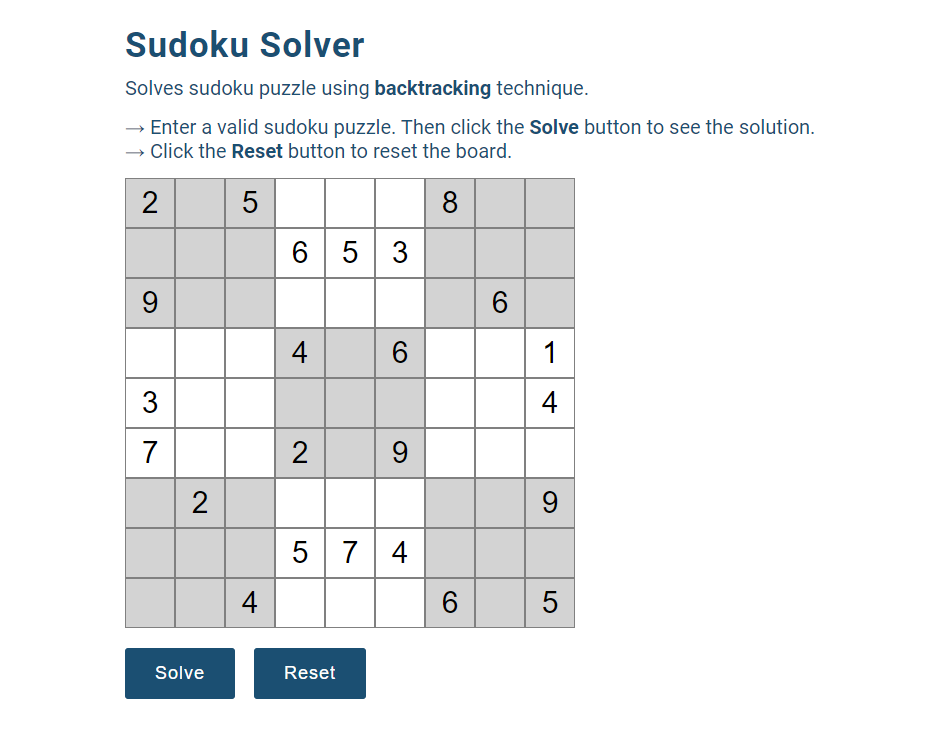 Sudoku Solver
Solves sudoku puzzle using backtracking technique.
→ Enter a valid sudoku puzzle. Then click the Solve button to see the solution.
→ Click the Reset button to reset the board.
2 5 8
6 5 3
9 6
4 6 1
3 4
7 2 9
2 9
5 7 4
4 6 5
Solve Reset